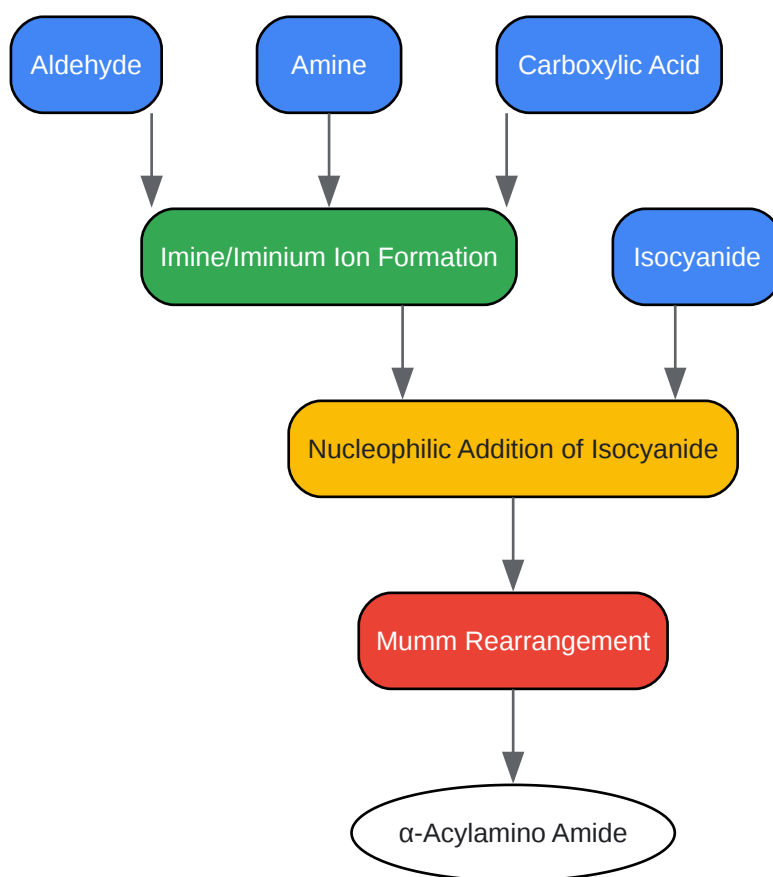 Aldehyde
Amine
Carboxylic Acid
Imine/Iminium Ion Formation
Isocyanide
Nucleophilic Addition of Isocyanide
Mumm Rearrangement
α-Acylamino Amide